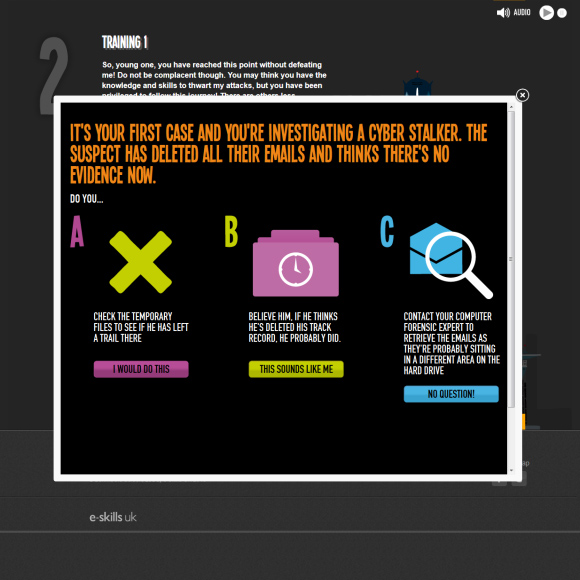 AUDIO
2
TRAINING 1
So, young one, you have reached this point without defeating
me! Do not be complacent though. You may think you have the
knowledge and skills to thwart my attacks, but you have been
privileged to follow this journey! There are others less
IT'S YOUR FIRST CASE AND YOU'RE INVESTIGATING A CYBER STALKER. THE
SUSPECT HAS DELETED ALL THEIR EMAILS AND THINKS THERE'S NO
EVIDENCE NOW.
DO YOU...
A
CHECK THE TEMPORARY
FILES TO SEE IF HE HAS LEFT
A TRAIL THERE
I WOULD DO THIS
B
BELIEVE HIM, IF HE THINKS
HE'S DELETED HIS TRACK
RECORD, HE PROBABLY DID.
THIS SOUNDS LIKE ME
C
CONTACT YOUR COMPUTER
FORENSIC EXPERT TO
RETRIEVE THE EMAILS AS
THEY'RE PROBABLY SITTING
IN A DIFFERENT AREA ON THE
HARD DRIVE
NO QUESTION!
e-skills uk